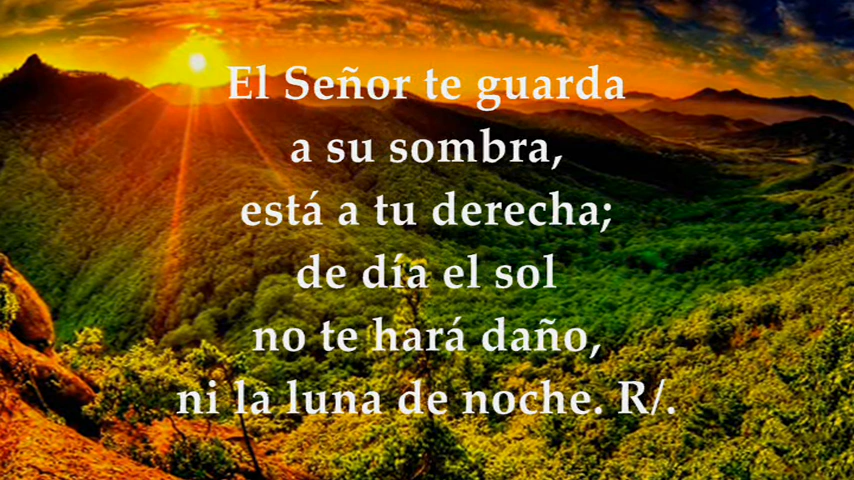 El Señor te guarda
a su sombra,
está a tu derecha;
de día el sol
no te hará daño,
ni la luna de noche. R/.